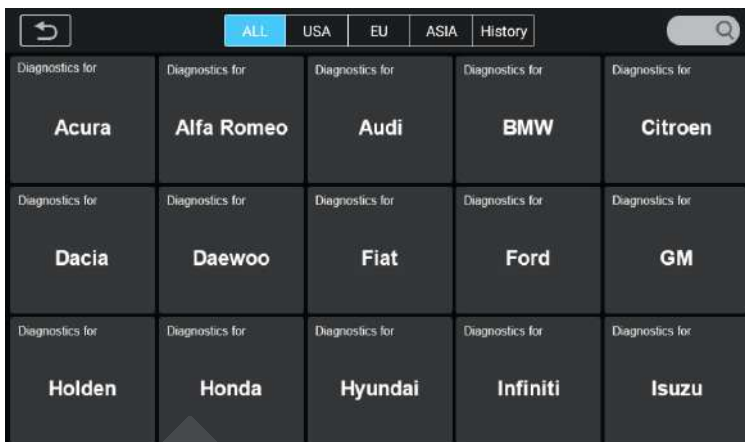 ALL USA EU ASIA History
Diagnostics for Diagnostics for Diagnostics for Diagnostics for Diagnostics for
Acura Alfa Romeo Audi BMW Citroen
Diagnostics for Diagnostics for Diagnostics for Diagnostics for Diagnostics for
Dacia Daewoo Fiat Ford GM
Diagnostics for Diagnostics for Diagnostics for Diagnostics for Diagnostics for
Holden Honda Hyundai Infiniti Isuzu